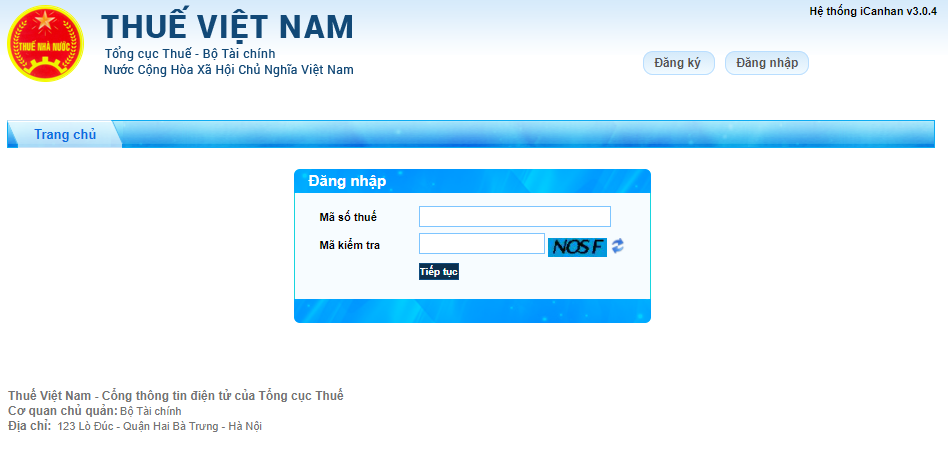 Hệ thống iCanhan v3.0.4
THUẾ NHÀ NƯỚC
THUẾ VIỆT NAM
Tổng cục Thuế - Bộ Tài chính
Nước Cộng Hòa Xã Hội Chủ Nghĩa Việt Nam
Đăng ký Đăng nhập
Trang chủ
Đăng nhập
Mã số thuế
Mã kiểm tra NOSF
Tiếp tục
Thuế Việt Nam - Cổng thông tin điện tử của Tổng cục Thuế
Cơ quan chủ quản: Bộ Tài chính
Địa chỉ: 123 Lò Đúc - Quận Hai Bà Trưng - Hà Nội